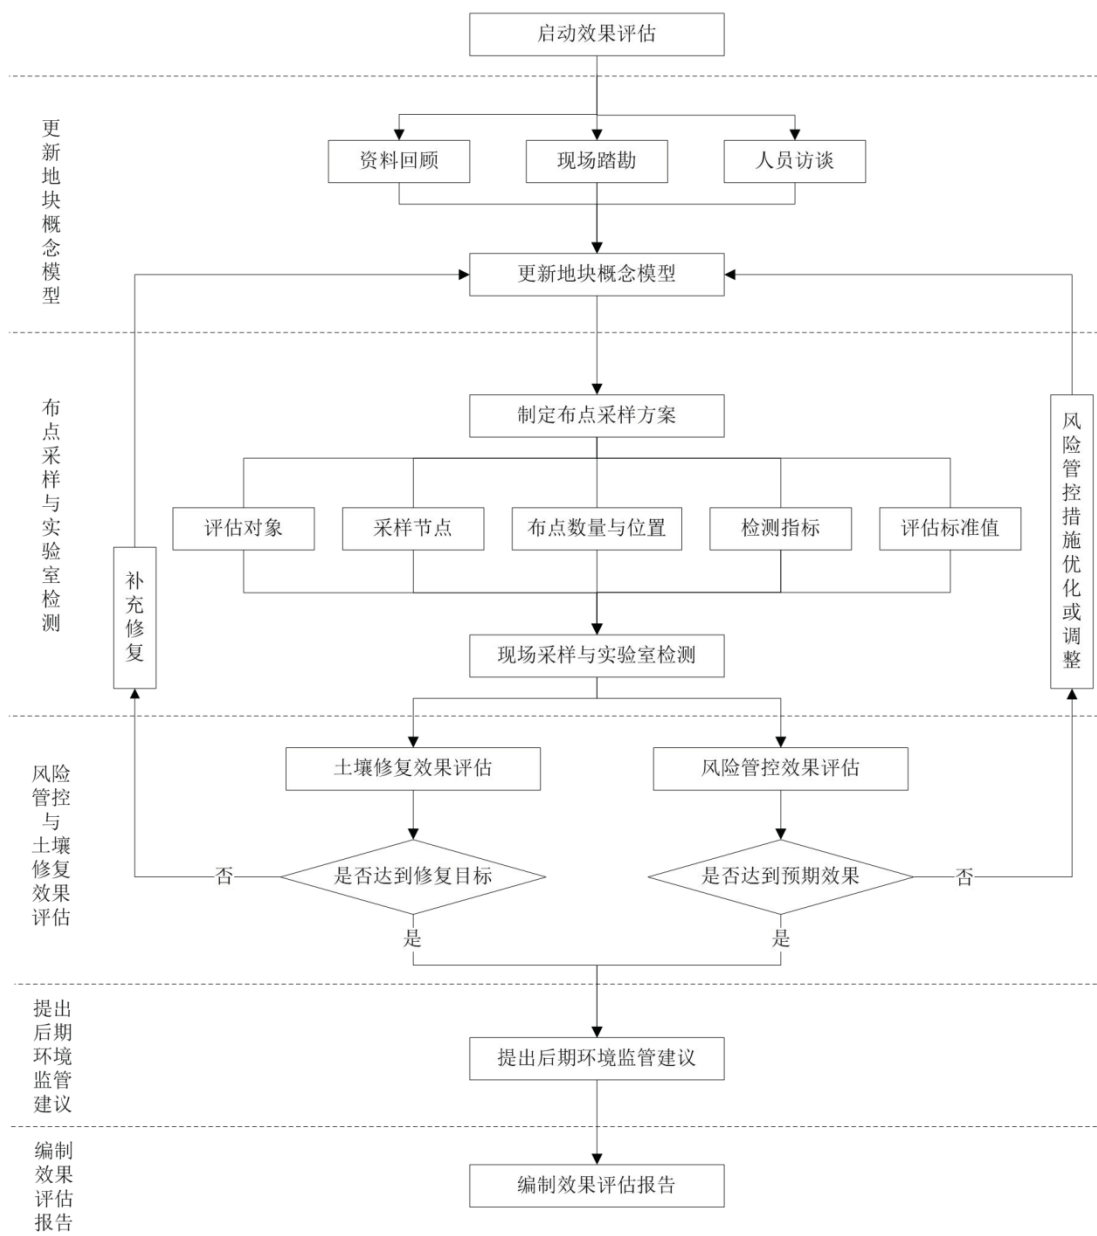 启动效果评估
更新地块概念模型
资料回顾
现场踏勘
人员访谈
更新地块概念模型
布点采样与实验室检测
制定布点采样方案
评估对象
采样节点
布点数量与位置
检测指标
评估标准值
补充修复
风险管控措施优化或调整
现场采样与实验室检测
风险
管控
与
土壤
修复
效果
评估
土壤修复效果评估
风险管控效果评估
否
是否达到修复目标
是否达到预期效果
否
是
是
提出
后期
环境
监管
建议
提出后期环境监管建议
编制
效果
评估
报告
编制效果评估报告